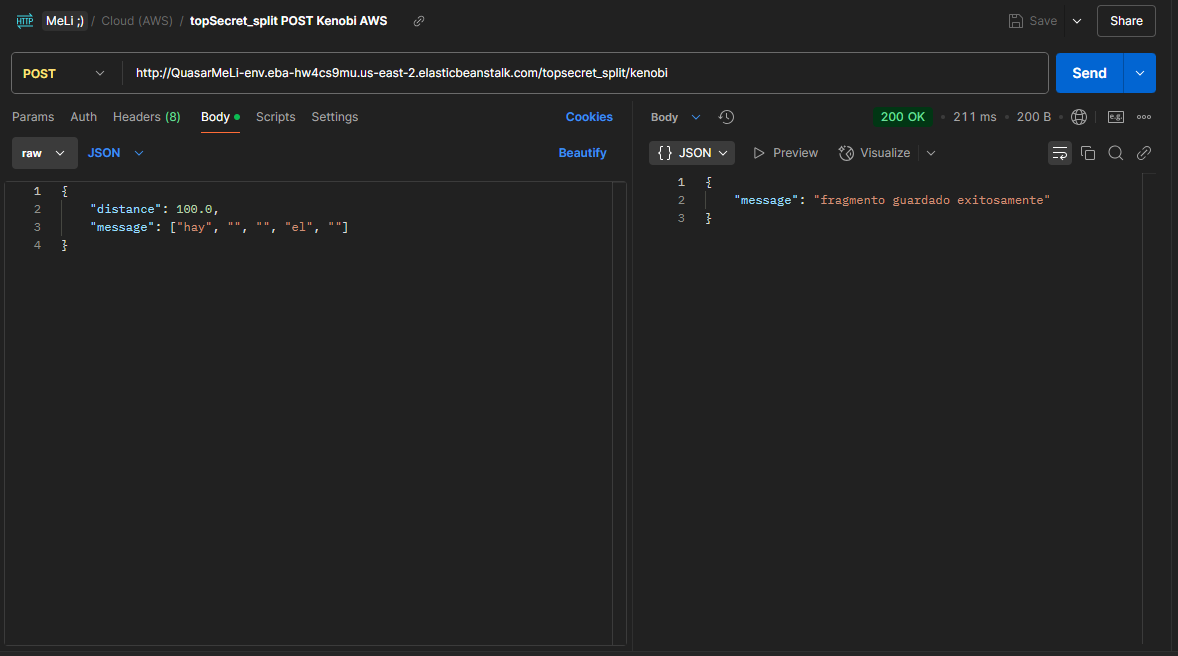 HTTP MeLi ;) / Cloud (AWS) / topSecret_split POST Kenobi AWS Save Share
POST http://QuasarMeLi-env.eba-hw4cs9mu.us-east-2.elasticbeanstalk.com/topsecret_split/kenobi Send
Params Auth Headers (8) Body Scripts Settings Cookies
raw JSON Beautify
1 {
2 "distance": 100.0,
3 "message": ["hay", "", "", "el", ""]
4 }
Body 200 OK • 211 ms • 200 B • e.g.
{} JSON Preview Visualize
1 {
2 "message": "fragmento guardado exitosamente"
3 }